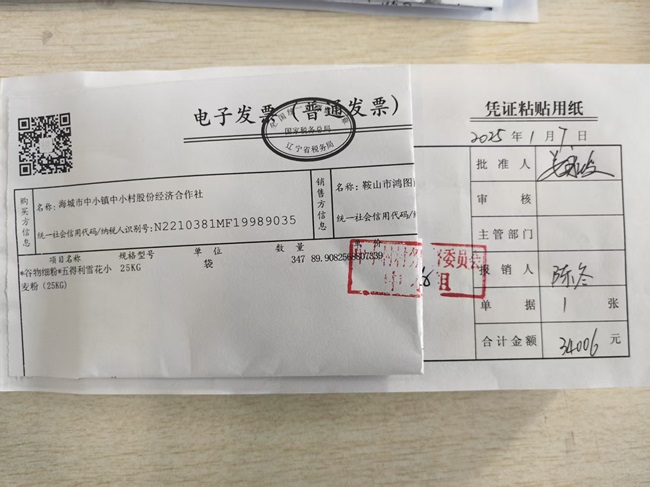 电子发票（普通发票）
国家税务总局
辽宁省税务局
购买方信息
名称：海城市中小镇中小村股份经济合作社
统一社会信用代码/纳税人识别号：N2210381MF19989035
销售方信息
名称：鞍山市鸿图
统一社会信用代码/
项目名称 规格型号 单位 数量 单价
*谷物细粉*五得利雪花小麦粉（25KG） 25KG 袋 347 89.9082568807339
凭证粘贴用纸
2025年1月7日
批准人
审核
主管部门
报销人 陈冬
单据 1 张
合计金额 34006 元
委员会